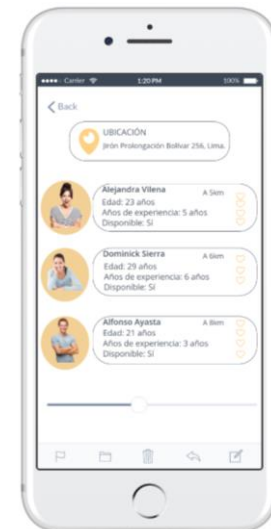 Carrier
1:20 PM
100%
Back
UBICACIÓN
Jirón Prolongación Bolivar 256, Lima.
Alejandra Vilena
A 5km
Edad: 23 años
Años de experiencia: 5 años
Disponible: Sí
Dominick Sierra
A 6km
Edad: 29 años
Años de experiencia: 6 años
Disponible: Sí
Alfonso Ayasta
A 8km
Edad: 21 años
Años de experiencia: 3 años
Disponible: Sí